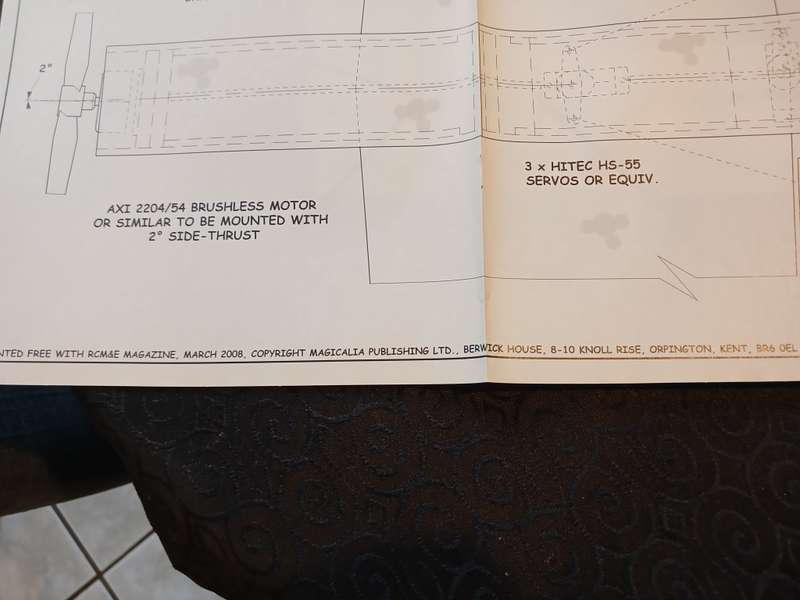 2°
3 x HITEC HS-55
SERVOS OR EQUIV.
AXI 2204/54 BRUSHLESS MOTOR
OR SIMILAR TO BE MOUNTED WITH
2° SIDE-THRUST
NTED FREE WITH RCM&E MAGAZINE, MARCH 2008, COPYRIGHT MAGICALIA PUBLISHING LTD., BERWICK HOUSE, 8-10 KNOLL RISE, ORPINGTON, KENT, BR6 0EL